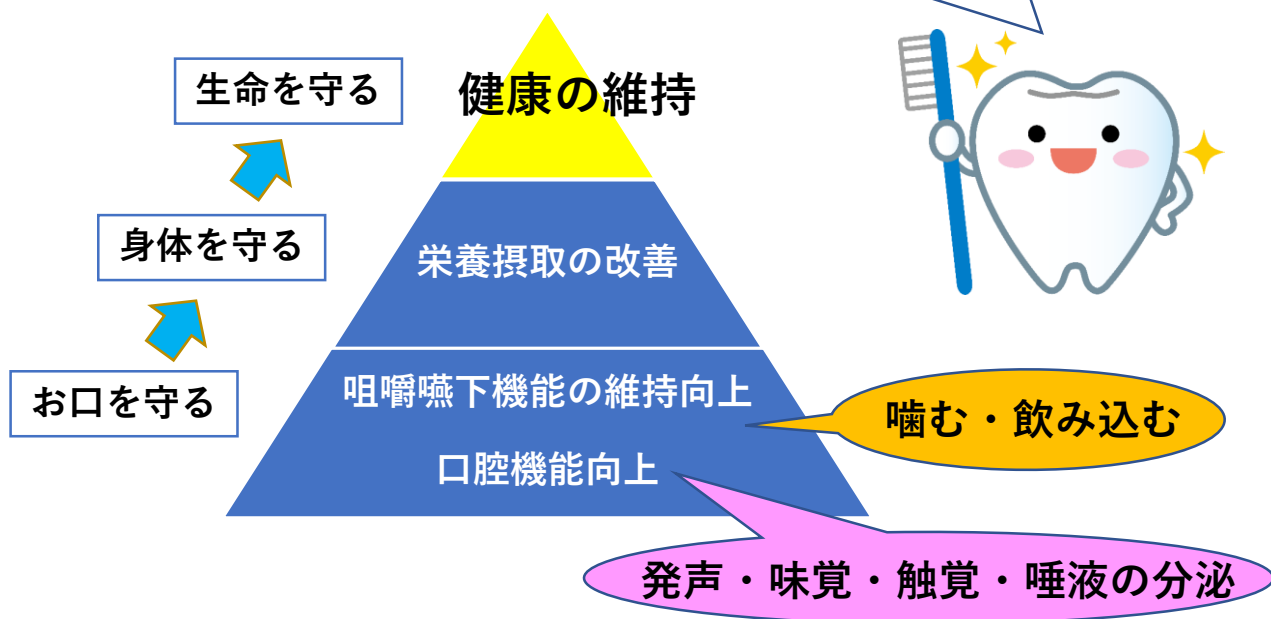 生命を守る
健康の維持
身体を守る
栄養摂取の改善
お口を守る
咀嚼嚥下機能の維持向上
噛む・飲み込む
口腔機能向上
発声・味覚・触覚・唾液の分泌